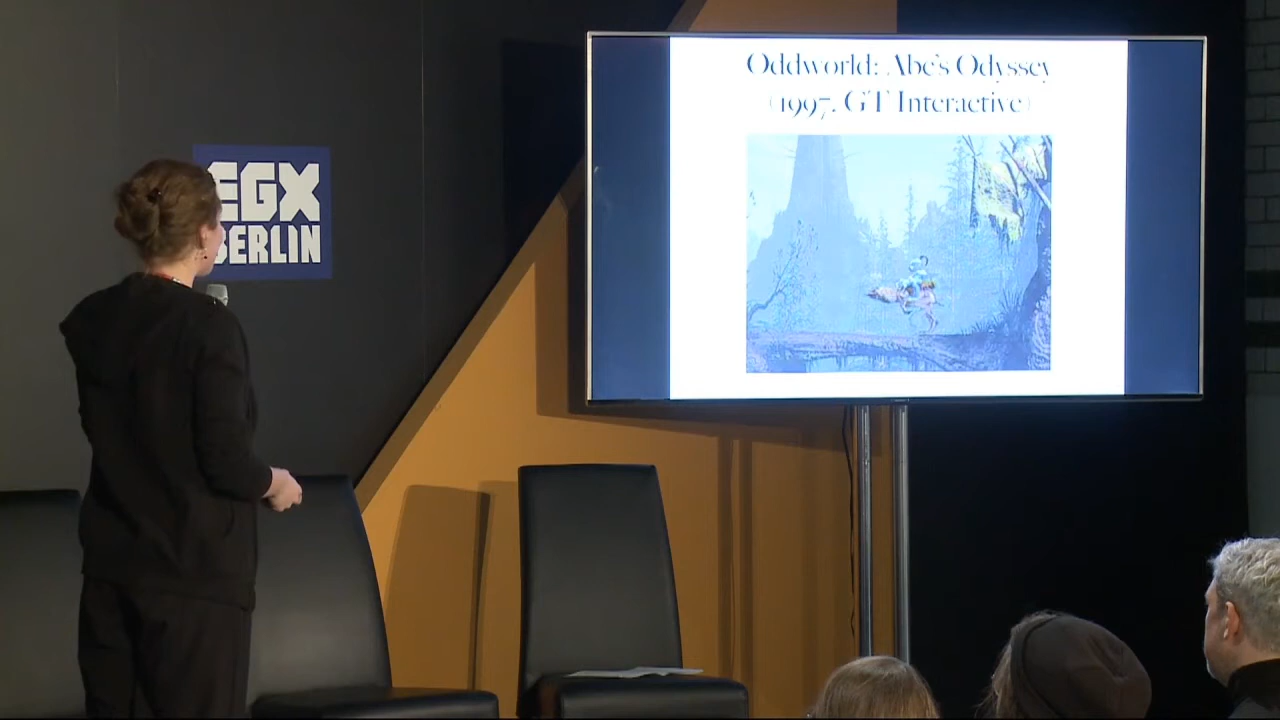 EGX
BERLIN
Oddworld: Abe's Odyssey
(1997, GT Interactive)